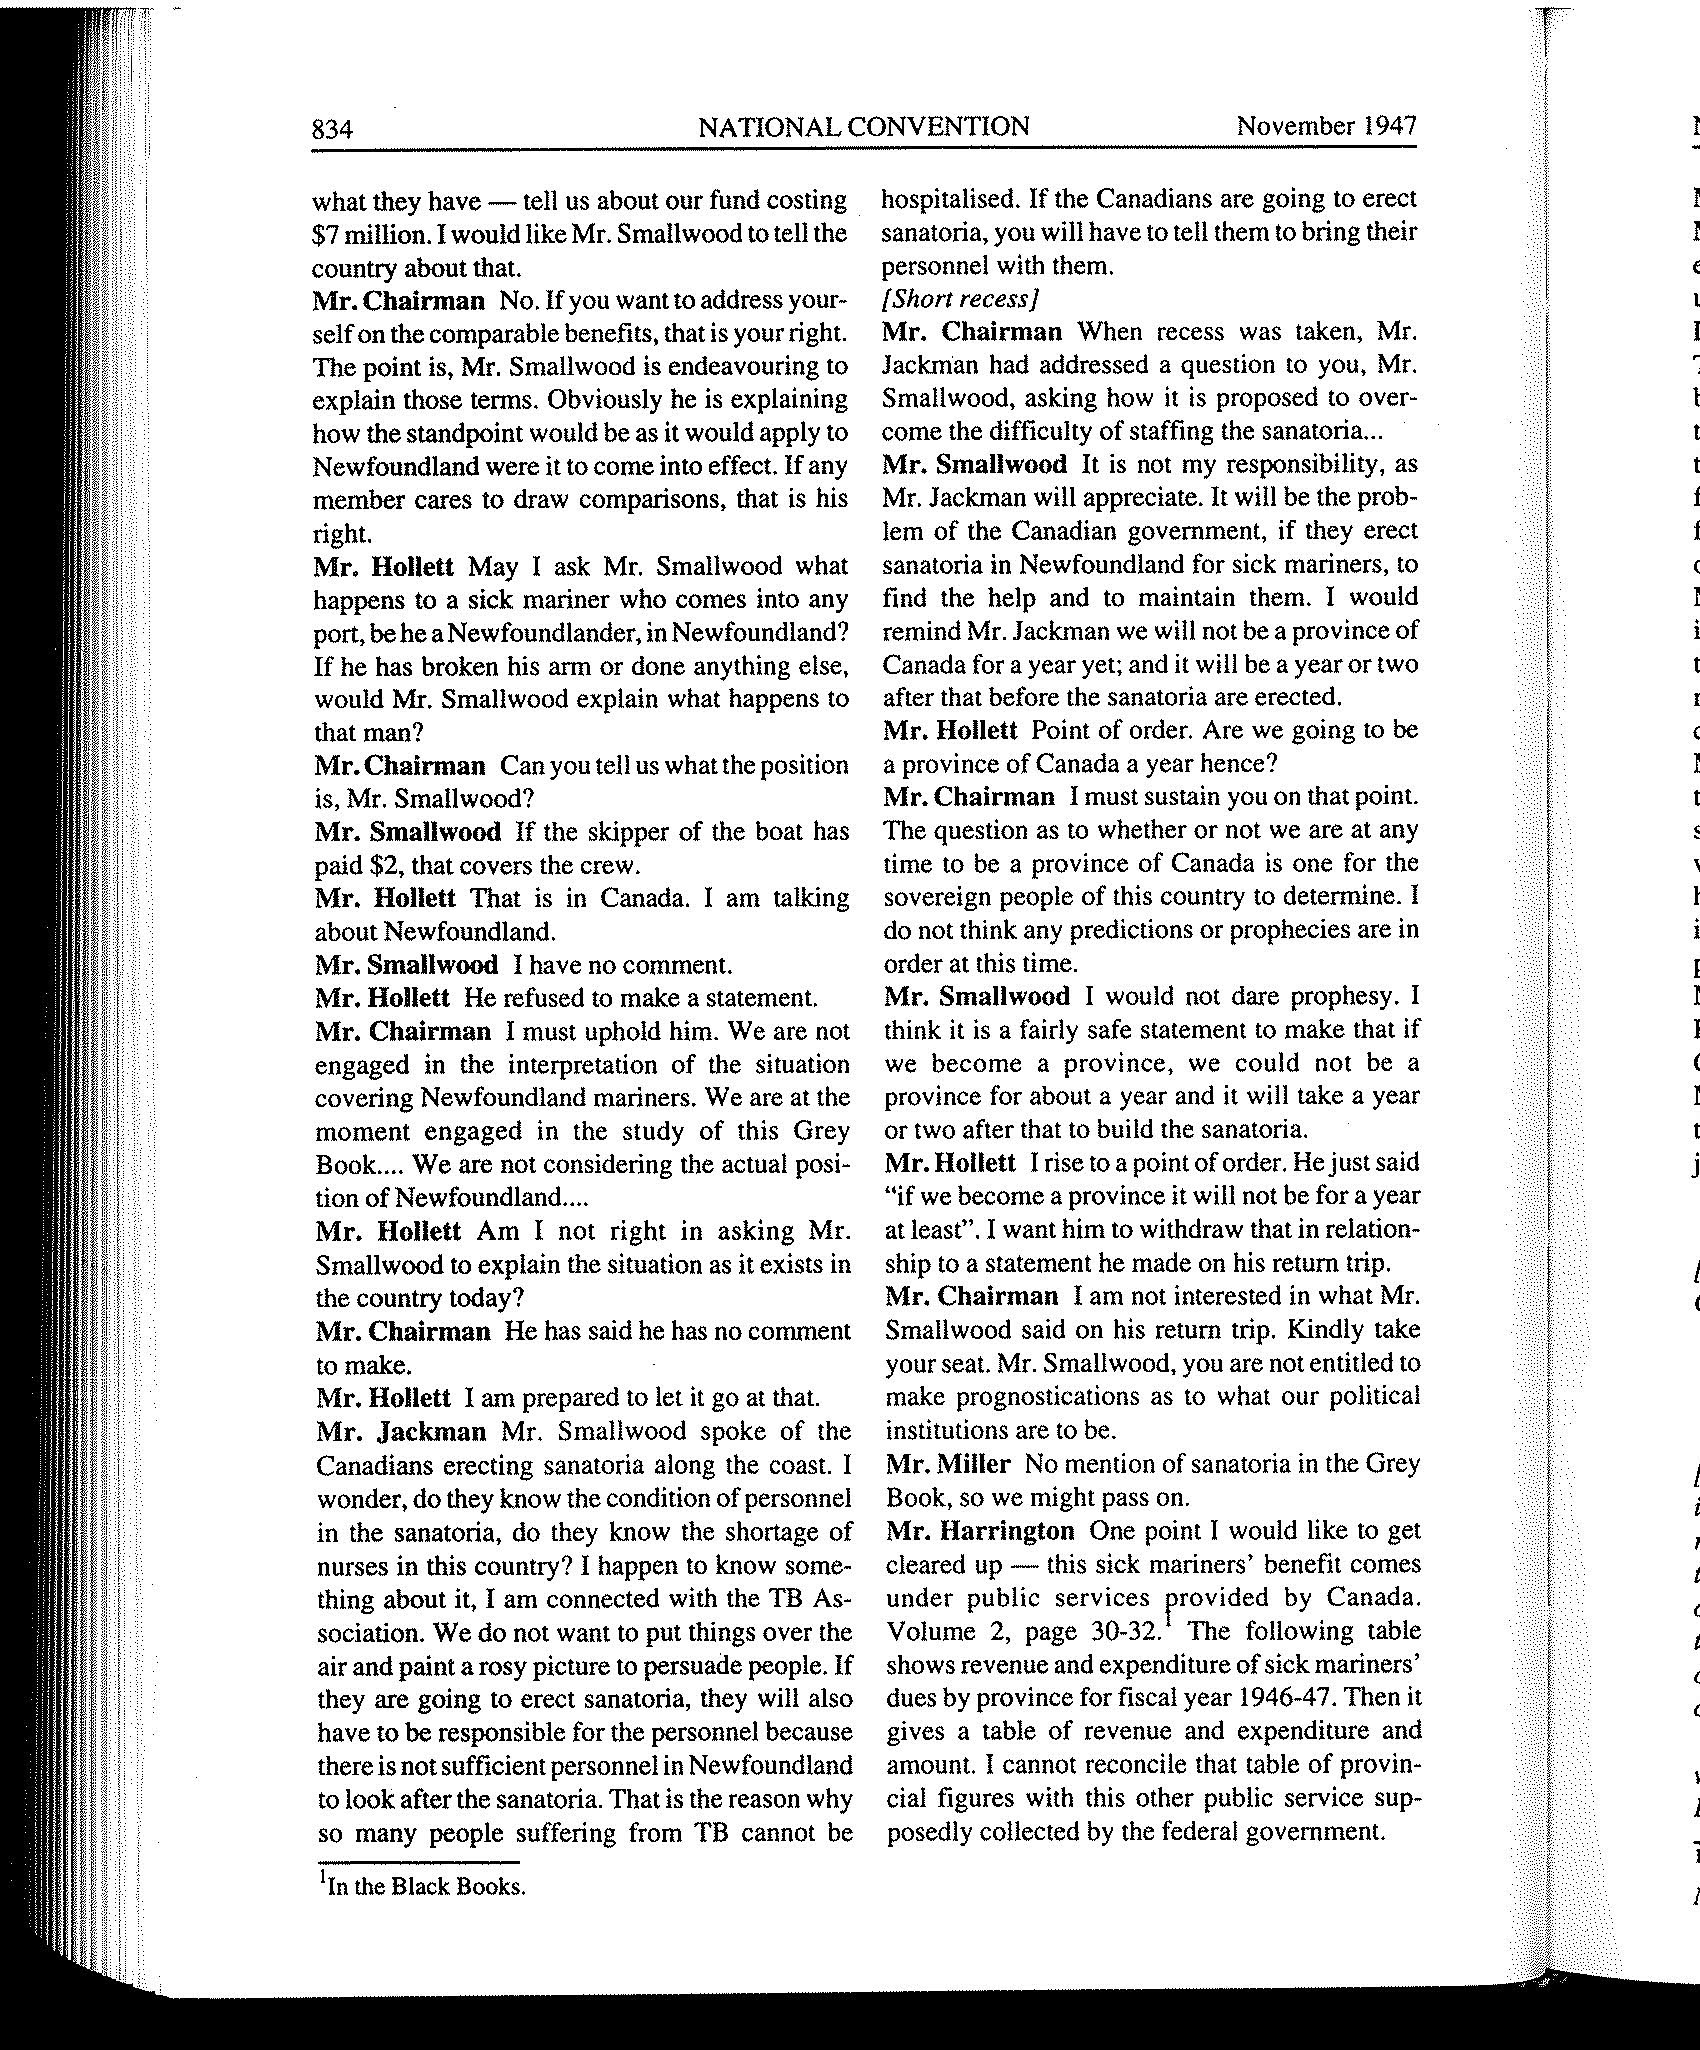 834 NATIONAL CONVENTION November 1947
what they have — tell us about our fund costing
$7 million. I would like Mr. Smallwood to tell the
country about that.
Mr. Chairman No. If you want to address your-
self on the comparable benefits, that is your right.
The point is, Mr. Smallwood is endeavouring to
explain those terms. Obviously he is explaining
how the standpoint would be as it would apply to
Newfoundland were it to come into effect. If any
member cares to draw comparisons, that is his
right.
Mr. Hollett May I ask Mr. Smallwood what
happens to a sick mariner who comes into any
port, be he a Newfoundlander, in Newfoundland?
If he has broken his arm or done anything else,
would Mr. Smallwood explain what happens to
that man?
Mr. Chairman Can you tell us what the position
is, Mr. Smallwood?
Mr. Smallwood If the skipper of the boat has
paid $2, that covers the crew.
Mr. Hollett That is in Canada. I am talking
about Newfoundland.
Mr. Smallwood I have no comment.
Mr. Hollett He refused to make a statement.
Mr. Chairman I must uphold him. We are not
engaged in the interpretation of the situation
covering Newfoundland mariners. We are at the
moment engaged in the study of this Grey
Book.... We are not considering the actual posi-
tion of Newfoundland....
Mr. Hollett Am I not right in asking Mr.
Smallwood to explain the situation as it exists in
the country today?
Mr. Chairman He has said he has no comment
to make.
Mr. Hollett I am prepared to let it go at that.
Mr. Jackman Mr. Smallwood spoke of the
Canadians erecting sanatoria along the coast. I
wonder, do they know the condition of personnel
in the sanatoria, do they know the shortage of
nurses in this country? I happen to know some-
thing about it, I am connected with the TB As-
sociation. We do not want to put things over the
air and paint a rosy picture to persuade people. If
they are going to erect sanatoria, they will also
have to be responsible for the personnel because
there is not sufficient personnel in Newfoundland
to look after the sanatoria. That is the reason why
so many people suffering from TB cannot be
hospitalised. If the Canadians are going to erect
sanatoria, you will have to tell them to bring their
personnel with them.
[Short recess]
Mr. Chairman When recess was taken, Mr.
Jackman had addressed a question to you, Mr.
Smallwood, asking how it is proposed to over-
come the difficulty of staffing the sanatoria...
Mr. Smallwood It is not my responsibility, as
Mr. Jackman will appreciate. It will be the prob-
lem of the Canadian government, if they erect
sanatoria in Newfoundland for sick mariners, to
find the help and to maintain them. I would
remind Mr. Jackman we will not be a province of
Canada for a year yet; and it will be a year or two
after that before the sanatoria are erected.
Mr. Hollett Point of order. Are we going to be
a province of Canada a year hence?
Mr. Chairman I must sustain you on that point.
The question as to whether or not we are at any
time to be a province of Canada is one for the
sovereign people of this country to determine. I
do not think any predictions or prophecies are in
order at this time.
Mr. Smallwood I would not dare prophesy. I
think it is a fairly safe statement to make that if
we become a province, we could not be a
province for about a year and it will take a year
or two after that to build the sanatoria.
Mr. Hollett I rise to a point of order. He just said
“if we become a province it will not be for a year
at least”. I want him to withdraw that in relation-
ship to a statement he made on his return trip.
Mr. Chairman I am not interested in what Mr.
Smallwood said on his return trip. Kindly take
your seat. Mr. Smallwood, you are not entitled to
make prognostications as to what our political
institutions are to be.
Mr. Miller No mention of sanatoria in the Grey
Book, so we might pass on.
Mr. Harrington One point I would like to get
cleared up — this sick mariners’ benefit comes
under public services provided by Canada.
Volume 2, page 30-32.¹ The following table
shows revenue and expenditure of sick mariners’
dues by province for fiscal year 1946-47. Then it
gives a table of revenue and expenditure and
amount. I cannot reconcile that table of provin-
cial figures with this other public service sup-
posedly collected by the federal government.
¹In the Black Books.